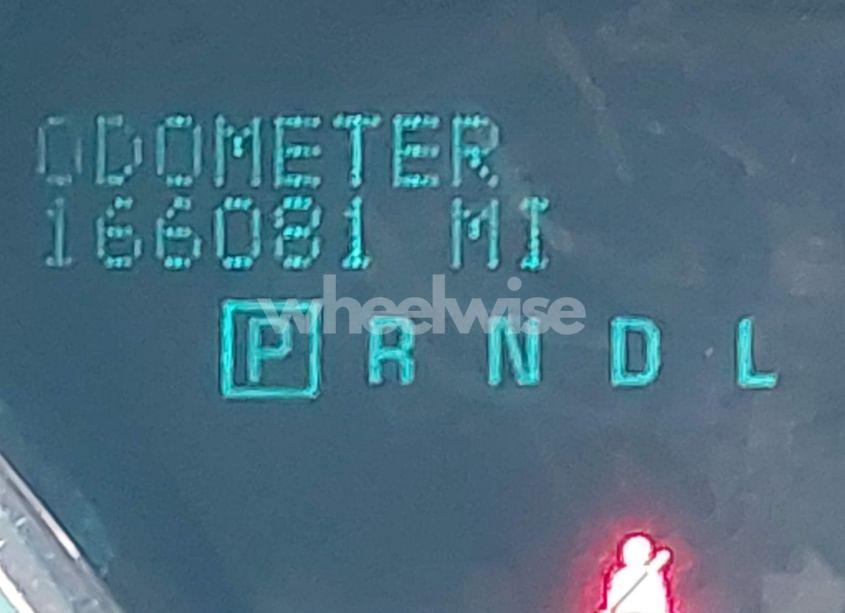 ODOMETER
166081 MI
wheelwise
P R N D L